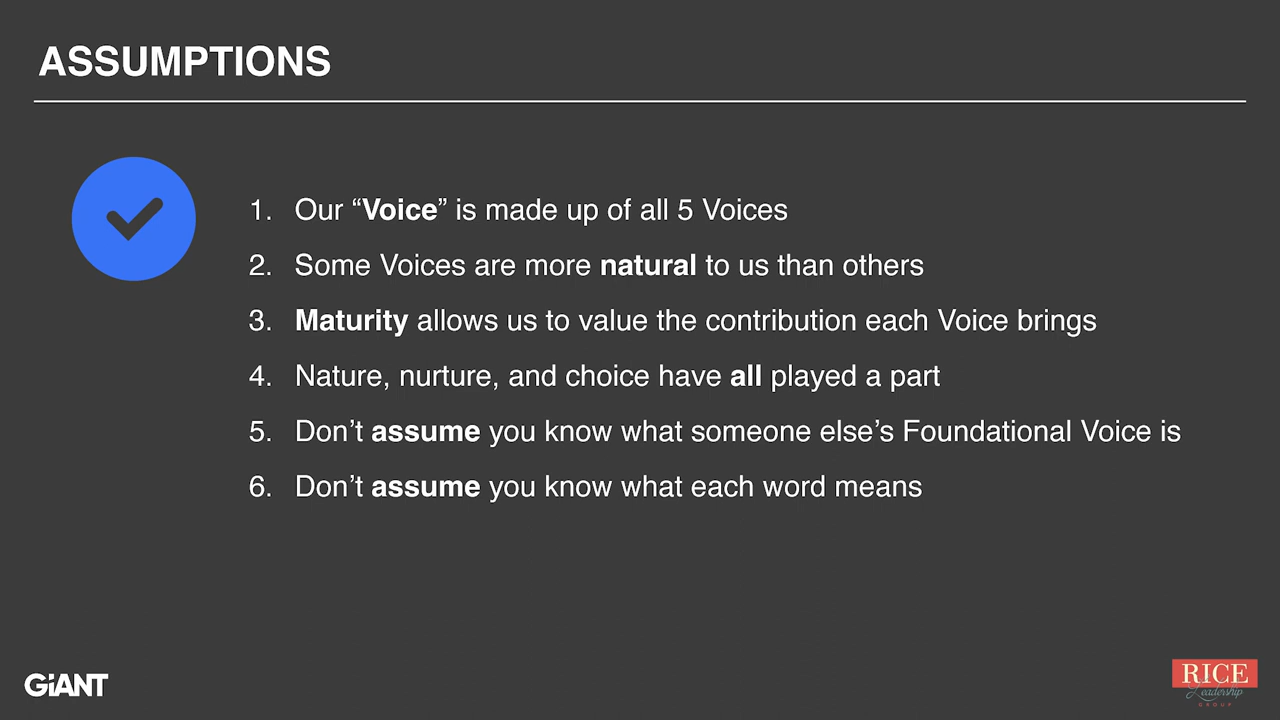 ASSUMPTIONS
1. Our “Voice” is made up of all 5 Voices
2. Some Voices are more natural to us than others
3. Maturity allows us to value the contribution each Voice brings
4. Nature, nurture, and choice have all played a part
5. Don’t assume you know what someone else’s Foundational Voice is
6. Don’t assume you know what each word means
GiANT
RICE
Leadership
GROUP